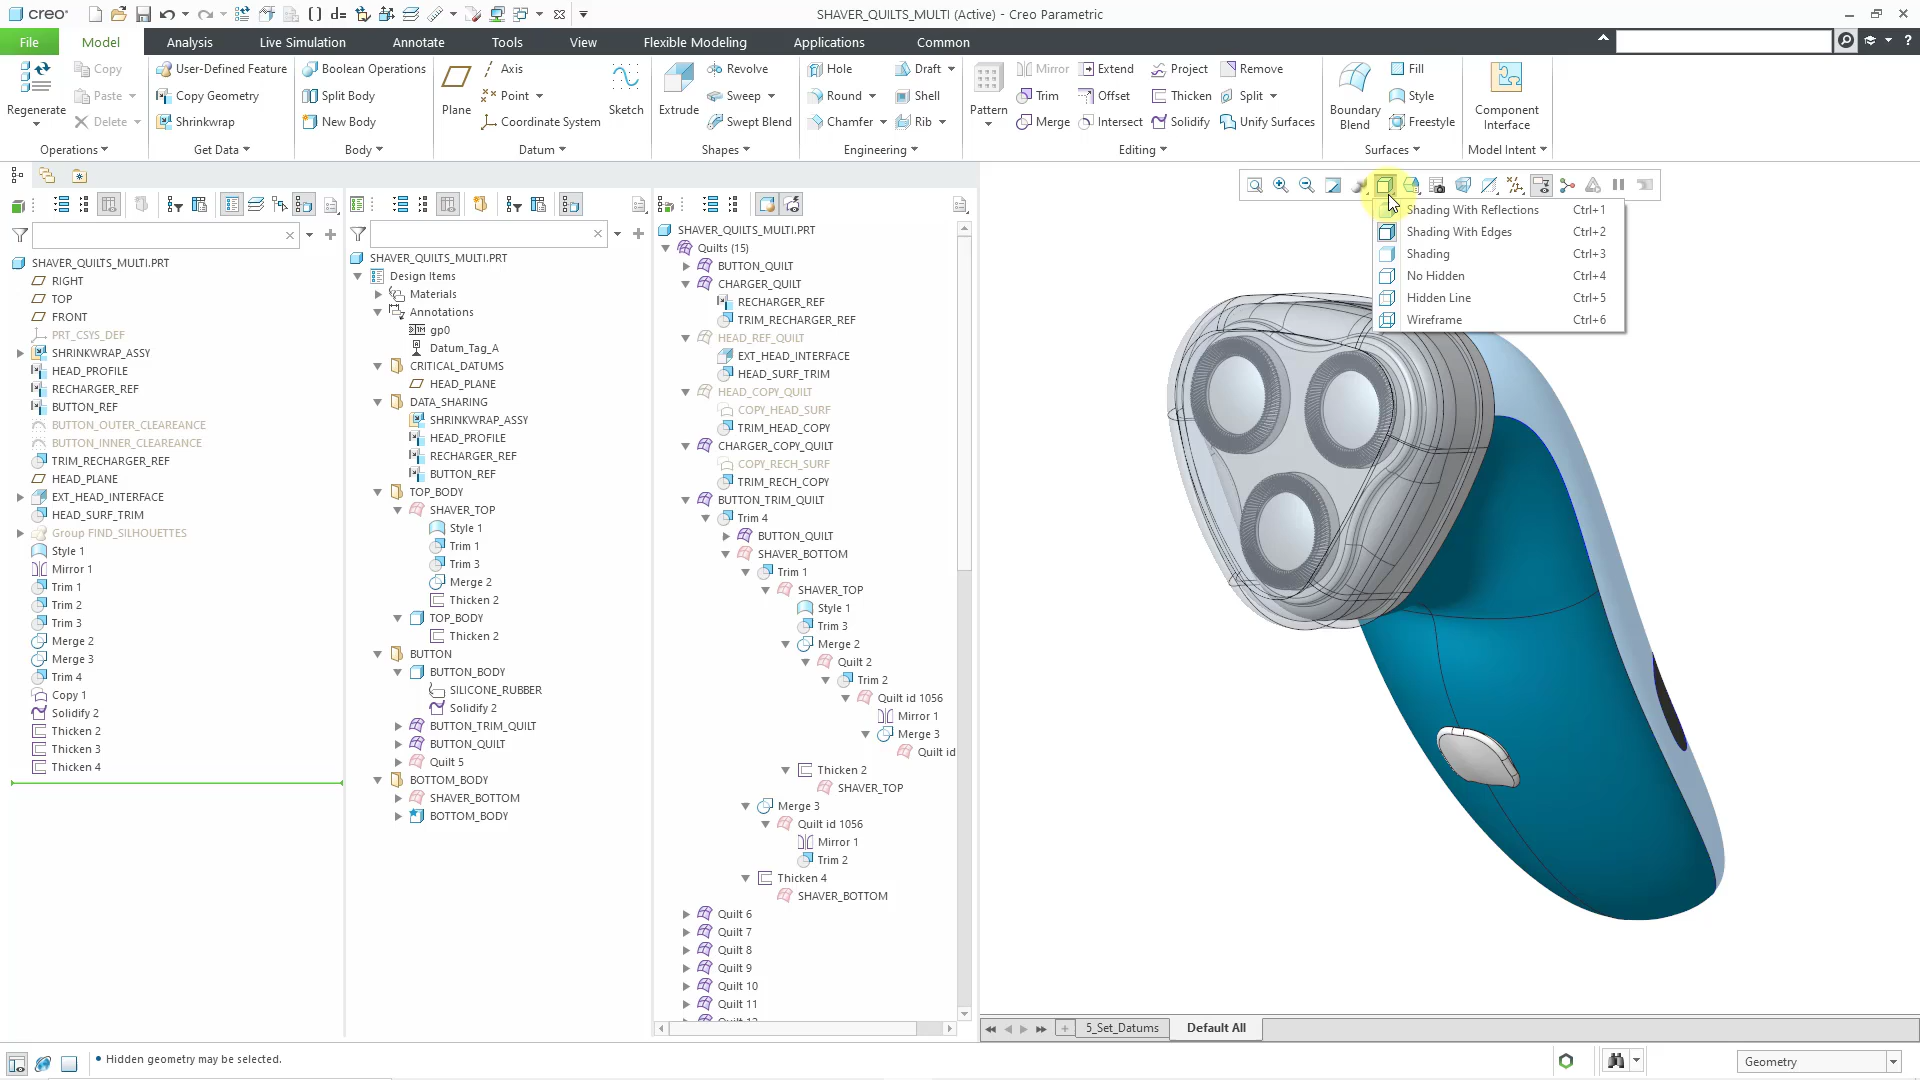 creo
d=
SHAVER_QUILTS_MULTI (Active) - Creo Parametric
File
Model
Analysis
Live Simulation
Annotate
Tools
View
Flexible Modeling
Applications
Common
Regenerate
Copy
Paste
Delete
Operations
User-Defined Feature
Copy Geometry
Shrinkwrap
Get Data
Boolean Operations
Split Body
New Body
Body
Plane
Axis
Point
Coordinate System
Sketch
Datum
Extrude
Revolve
Sweep
Swept Blend
Shapes
Hole
Round
Chamfer
Draft
Shell
Rib
Engineering
Pattern
Mirror
Trim
Merge
Extend
Offset
Intersect
Project
Thicken
Solidify
Remove
Split
Unify Surfaces
Editing
Boundary
Blend
Fill
Style
Freestyle
Surfaces
Component
Interface
Model Intent
SHAVER_QUILTS_MULTI.PRT
RIGHT
TOP
FRONT
PRT_CSYS_DEF
SHRINKWRAP_ASSY
HEAD_PROFILE
RECHARGER_REF
BUTTON_REF
BUTTON_OUTER_CLEAREANCE
BUTTON_INNER_CLEAREANCE
TRIM_RECHARGER_REF
HEAD_PLANE
EXT_HEAD_INTERFACE
HEAD_SURF_TRIM
Group FIND_SILHOUETTES
Style 1
Mirror 1
Trim 1
Trim 2
Trim 3
Merge 2
Merge 3
Trim 4
Copy 1
Solidify 2
Thicken 2
Thicken 3
Thicken 4
SHAVER_QUILTS_MULTI.PRT
Design Items
Materials
Annotations
gp0
Datum_Tag_A
CRITICAL_DATUMS
HEAD_PLANE
DATA_SHARING
SHRINKWRAP_ASSY
HEAD_PROFILE
RECHARGER_REF
BUTTON_REF
TOP_BODY
SHAVER_TOP
Style 1
Trim 1
Trim 3
Merge 2
Thicken 2
TOP_BODY
Thicken 2
BUTTON
BUTTON_BODY
SILICONE_RUBBER
Solidify 2
BUTTON_TRIM_QUILT
BUTTON_QUILT
Quilt 5
BOTTOM_BODY
SHAVER_BOTTOM
BOTTOM_BODY
SHAVER_QUILTS_MULTI.PRT
Quilts (15)
BUTTON_QUILT
CHARGER_QUILT
RECHARGER_REF
TRIM_RECHARGER_REF
HEAD_REF_QUILT
EXT_HEAD_INTERFACE
HEAD_SURF_TRIM
HEAD_COPY_QUILT
COPY_HEAD_SURF
TRIM_HEAD_COPY
CHARGER_COPY_QUILT
COPY_RECH_SURF
TRIM_RECH_COPY
BUTTON_TRIM_QUILT
Trim 4
BUTTON_QUILT
SHAVER_BOTTOM
Trim 1
SHAVER_TOP
Style 1
Trim 3
Merge 2
Quilt 2
Trim 2
Quilt id 1056
Mirror 1
Merge 3
Quilt id
Thicken 2
SHAVER_TOP
Merge 3
Quilt id 1056
Mirror 1
Trim 2
Thicken 4
SHAVER_BOTTOM
Quilt 6
Quilt 7
Quilt 8
Quilt 9
Quilt 10
Quilt 11
Shading With Reflections Ctrl+1
Shading With Edges Ctrl+2
Shading Ctrl+3
No Hidden Ctrl+4
Hidden Line Ctrl+5
Wireframe Ctrl+6
5_Set_Datums
Default All
• Hidden geometry may be selected.
Geometry